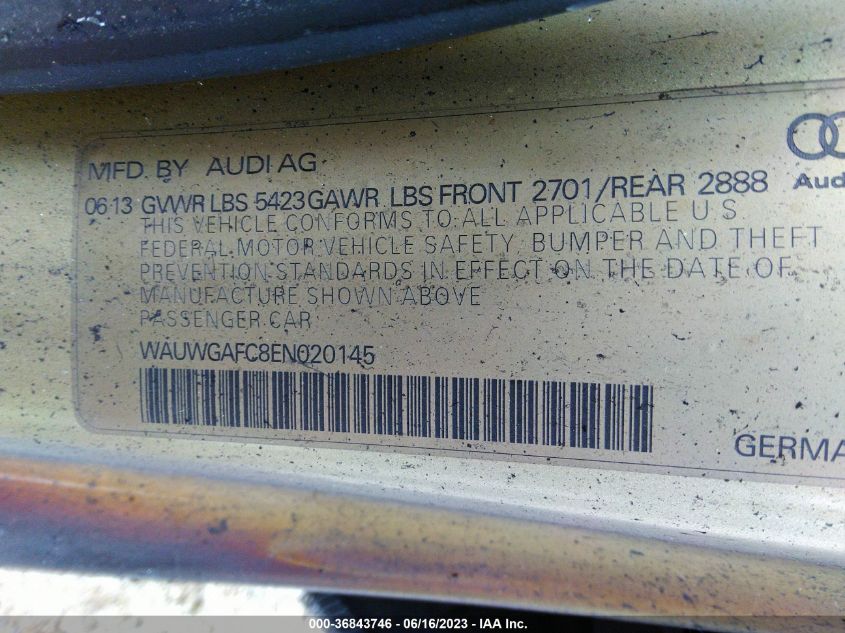 MFD. BY AUDI AG
06 13 GVWR LBS 5423 GAWR LBS FRONT 2701/REAR 2888
Aud
THIS VEHICLE CONFORMS TO ALL APPLICABLE U S
FEDERAL MOTOR VEHICLE SAFETY, BUMPER AND THEFT
PREVENTION STANDARDS IN EFFECT ON THE DATE OF
MANUFACTURE SHOWN ABOVE
PASSENGER CAR
WAUWGAFC8EN020145
GERMA
000-36843746 / 06/16/2023 - IAA Inc.